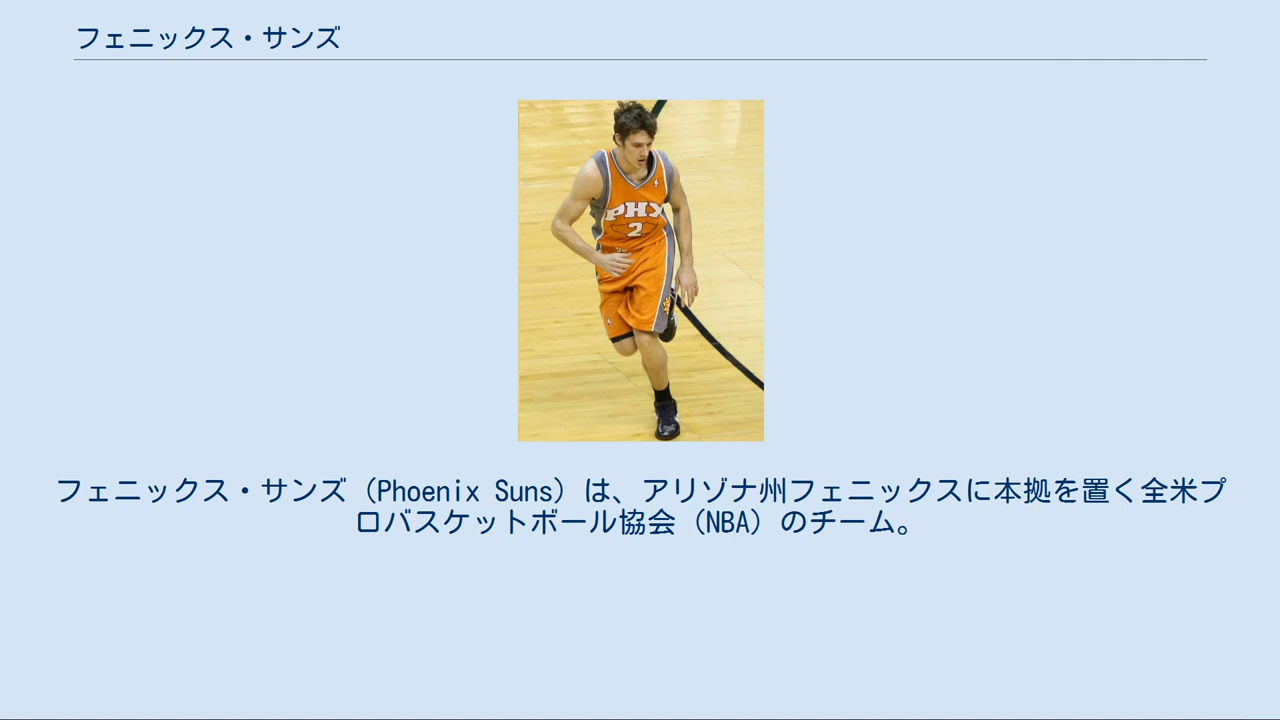 フェニックス・サンズ
PHX
2
フェニックス・サンズ（Phoenix Suns）は、アリゾナ州フェニックスに本拠を置く全米プ
ロバスケットボール協会（NBA）のチーム。